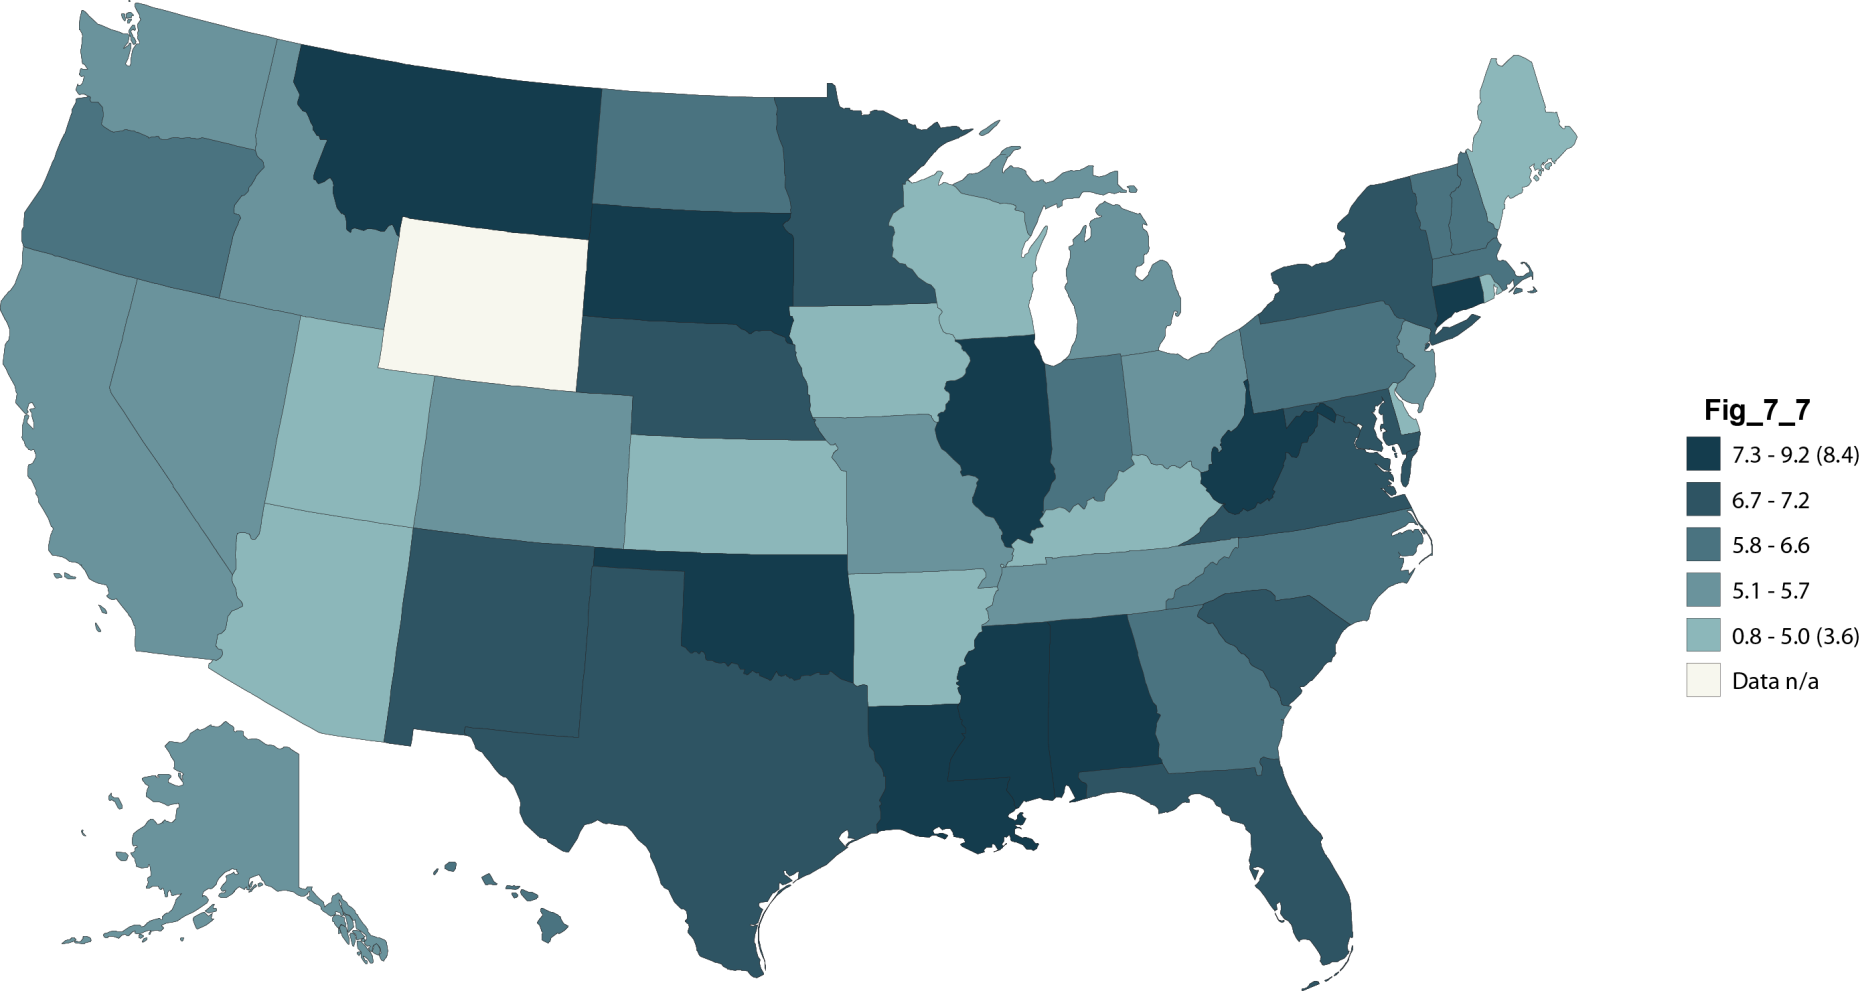 Fig_7_7
7.3 - 9.2 (8.4)
6.7 - 7.2
5.8 - 6.6
5.1 - 5.7
0.8 - 5.0 (3.6)
Data n/a